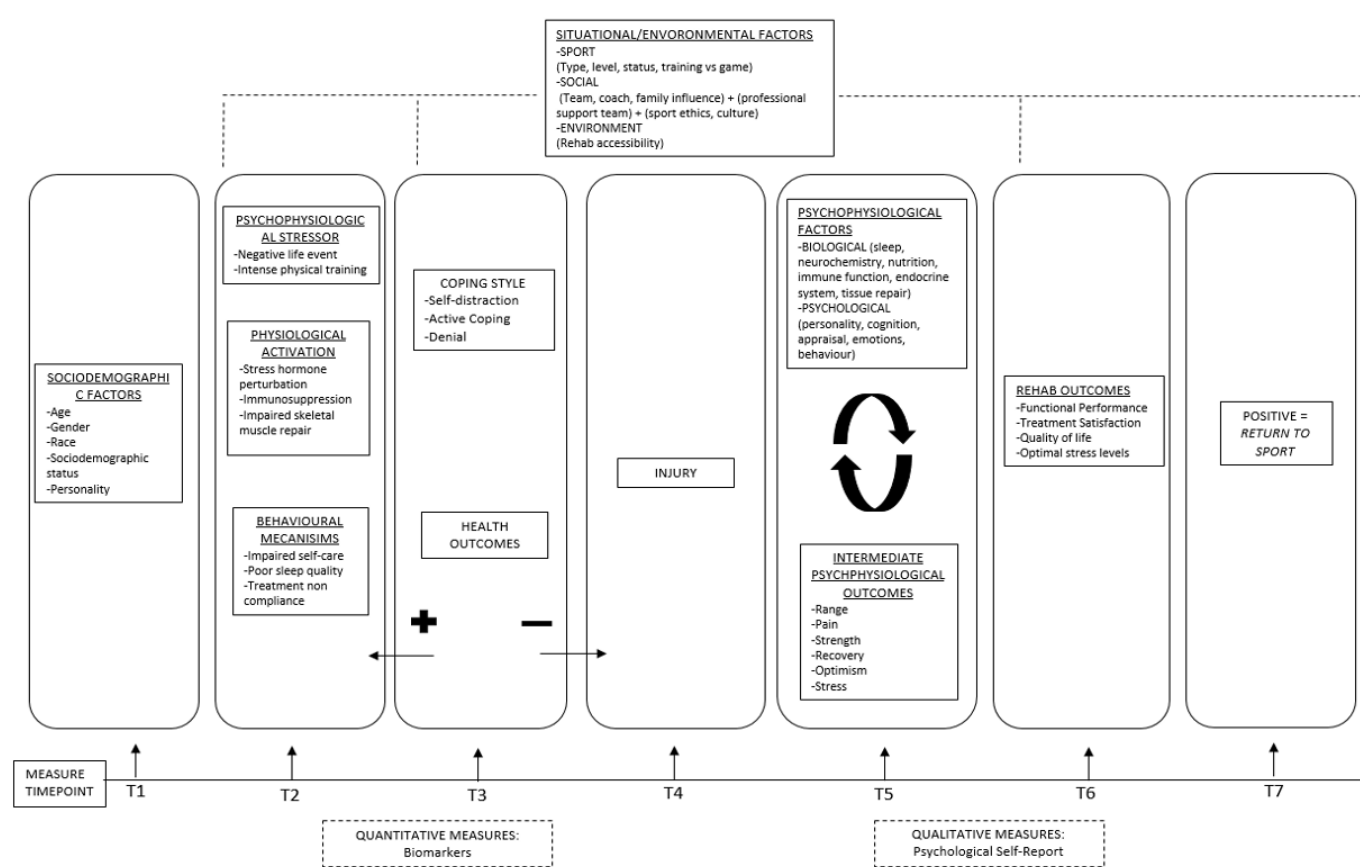 SITUATIONAL/ENVORONMENTAL FACTORS
-SPORT
(Type, level, status, training vs game)
-SOCIAL
(Team, coach, family influence) + (professional
support team) + (sport ethics, culture)
-ENVIRONMENT
(Rehab accessibility)
SOCIODEMOGRAPHI
C FACTORS
-Age
-Gender
-Race
-Sociodemographic
status
-Personality
PSYCHOPHYSIOLOGIC
AL STRESSOR
-Negative life event
-Intense physical training
PHYSIOLOGICAL
ACTIVATION
-Stress hormone
perturbation
-Immunosuppression
-Impaired skeletal
muscle repair
BEHAVIOURAL
MECANISIMS
-Impaired self-care
-Poor sleep quality
-Treatment non
compliance
COPING STYLE
-Self-distraction
-Active Coping
-Denial
HEALTH
OUTCOMES
+ −
INJURY
PSYCHOPHYSIOLOGICAL
FACTORS
-BIOLOGICAL (sleep,
neurochemistry, nutrition,
immune function, endocrine
system, tissue repair)
-PSYCHOLOGICAL
(personality, cognition,
appraisal, emotions,
behaviour)
INTERMEDIATE
PSYCHPHYSIOLOGICAL
OUTCOMES
-Range
-Pain
-Strength
-Recovery
-Optimism
-Stress
REHAB OUTCOMES
-Functional Performance
-Treatment Satisfaction
-Quality of life
-Optimal stress levels
POSITIVE =
RETURN TO
SPORT
MEASURE
TIMEPOINT
T1 T2 T3 T4 T5 T6 T7
QUANTITATIVE MEASURES:
Biomarkers
QUALITATIVE MEASURES:
Psychological Self-Report